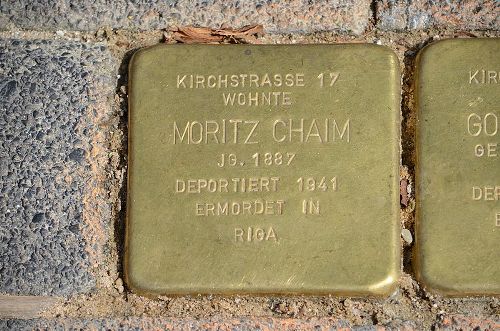 KIRCHSTRASSE 17
WOHNTE
MORITZ CHAIM
JG. 1887
DEPORTIERT 1941
ERMORDET IN
RIGA